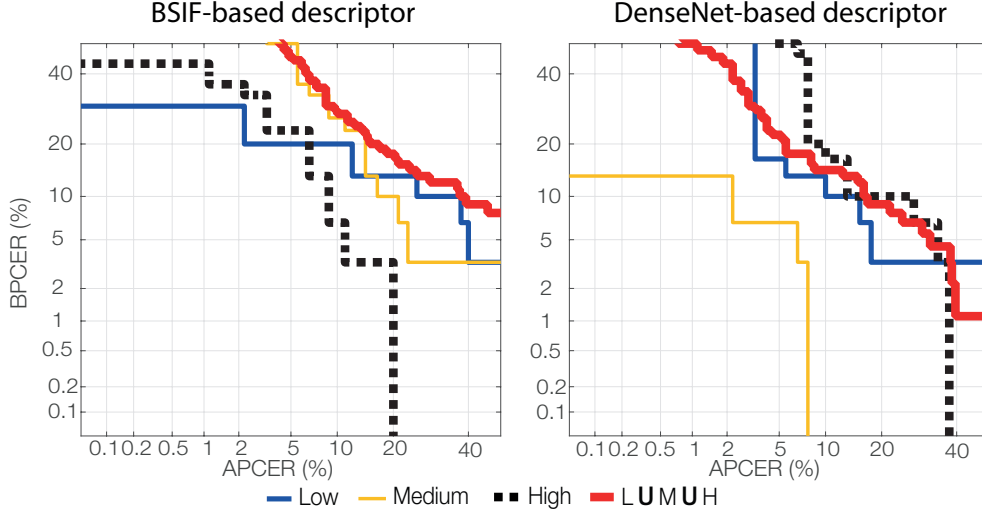 BSIF-based descriptor
DenseNet-based descriptor
BPCER (%)
40
20
10
5
2
1
0.5
0.2
0.1
0.1 0.2 0.5 1 2 5 10 20 40
APCER (%)
40
20
10
5
2
1
0.5
0.2
0.1
0.1 0.2 0.5 1 2 5 10 20 40
APCER (%)
Low Medium High L U M U H